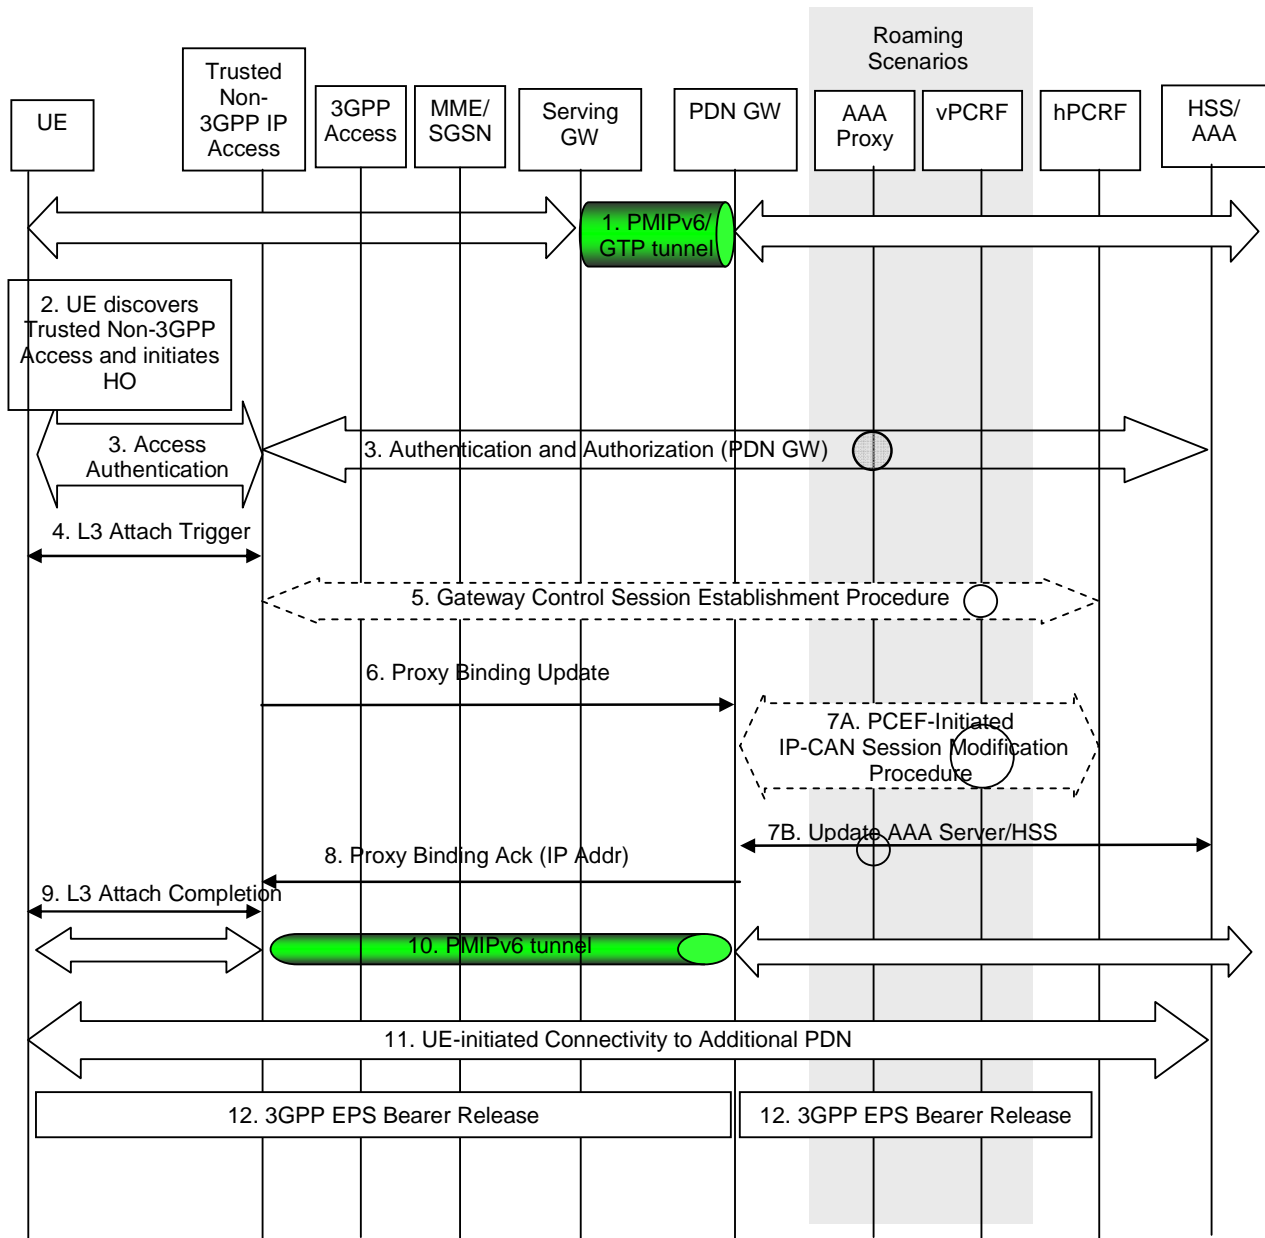 Roaming
Scenarios
UE
Trusted
Non-
3GPP IP
Access
3GPP
Access
MME/
SGSN
Serving
GW
PDN GW
AAA
Proxy
vPCRF
hPCRF
HSS/
AAA
1. PMIPv6/
GTP tunnel
2. UE discovers
Trusted Non-3GPP
Access and initiates
HO
3. Access
Authentication
3. Authentication and Authorization (PDN GW)
4. L3 Attach Trigger
5. Gateway Control Session Establishment Procedure
6. Proxy Binding Update
7A. PCEF-Initiated
IP-CAN Session Modification
Procedure
7B. Update AAA Server/HSS
8. Proxy Binding Ack (IP Addr)
9. L3 Attach Completion
10. PMIPv6 tunnel
11. UE-initiated Connectivity to Additional PDN
12. 3GPP EPS Bearer Release
12. 3GPP EPS Bearer Release